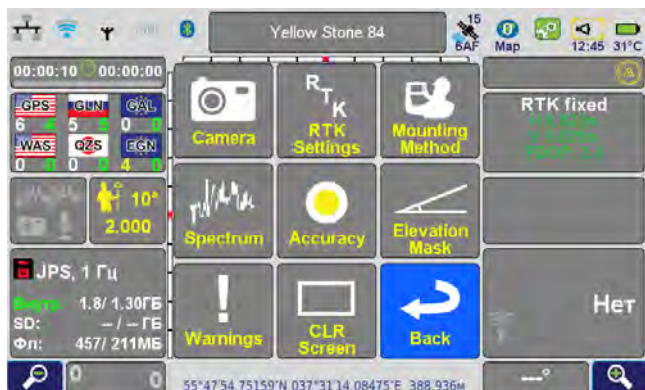 Yellow Stone 84
15
6AF
Map
12:45 31°C
00:00:10 00:00:00
GPS GLN GAL
6 4 5 5 0 0
WAS QZS EGN
0 0 0 0 4 0
10°
2.000
JPS, 1 Гц
1.8/ 1.30ГБ
SD: –/ – ГБ
Фл: 457/ 211МБ
Camera
RTK
RTK Settings
Mounting Method
Spectrum
Accuracy
Elevation Mask
Warnings
CLR Screen
Back
RTK fixed
Нет
0 0
55°47'54.75159"N 037°31'14.08475"E 388.936м
---°